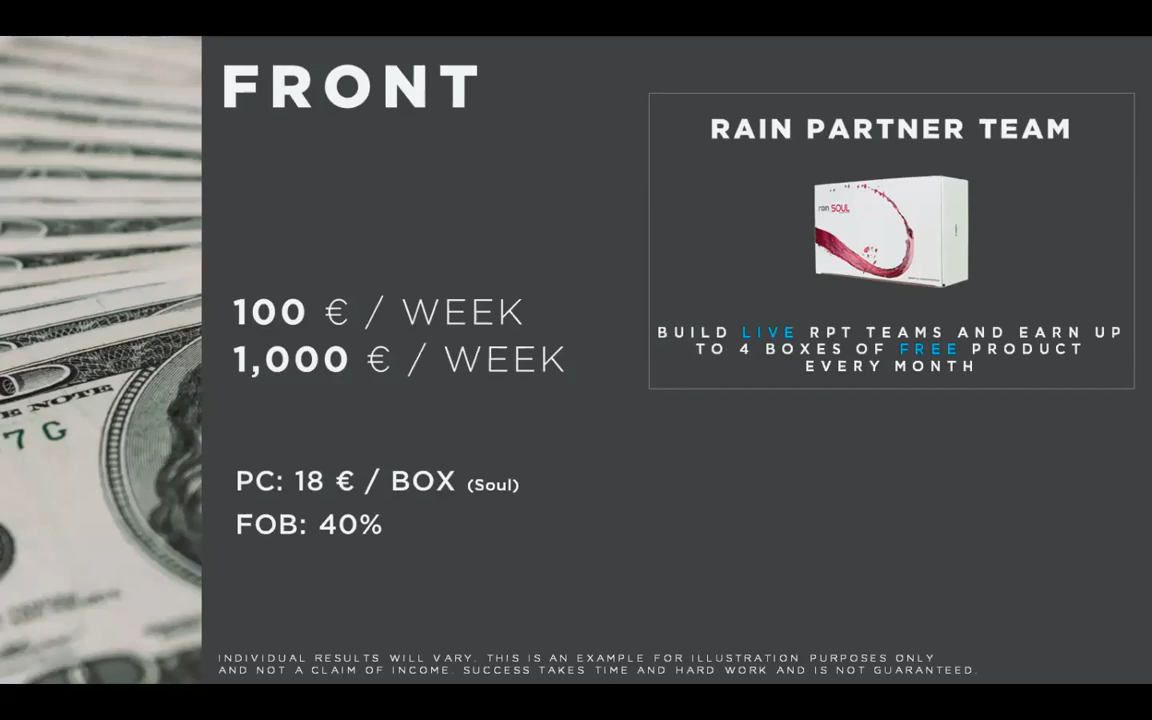 FRONT
RAIN PARTNER TEAM
rain SOUL
BUILD LIVE RPT TEAMS AND EARN UP
TO 4 BOXES OF FREE PRODUCT
EVERY MONTH
100 € / WEEK
1,000 € / WEEK
E NOTE
7 G
PC: 18 € / BOX (Soul)
FOB: 40%
INDIVIDUAL RESULTS WILL VARY. THIS IS AN EXAMPLE FOR ILLUSTRATION PURPOSES ONLY
AND NOT A CLAIM OF INCOME. SUCCESS TAKES TIME AND HARD WORK AND IS NOT GUARANTEED.